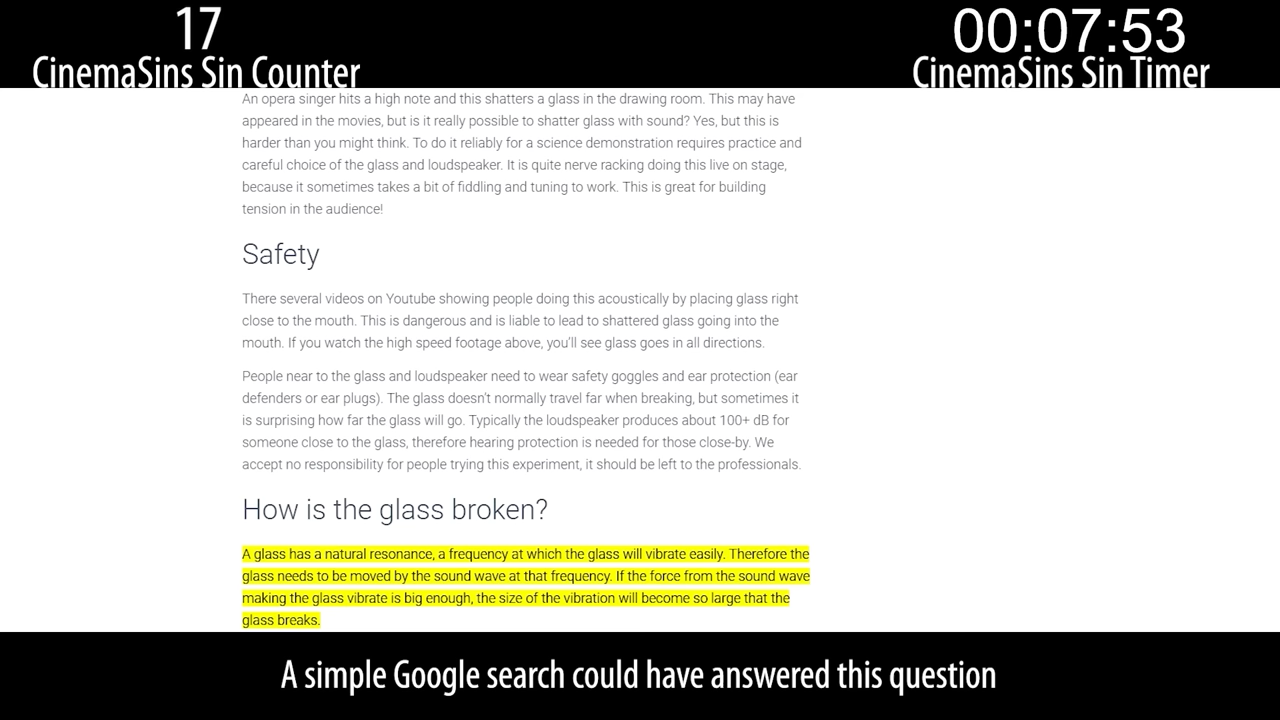 17
CinemaSins Sin Counter
00:07:53
CinemaSins Sin Timer
An opera singer hits a high note and this shatters a glass in the drawing room. This may have
appeared in the movies, but is it really possible to shatter glass with sound? Yes, but this is
harder than you might think. To do it reliably for a science demonstration requires practice and
careful choice of the glass and loudspeaker. It is quite nerve racking doing this live on stage,
because it sometimes takes a bit of fiddling and tuning to work. This is great for building
tension in the audience!
Safety
There several videos on Youtube showing people doing this acoustically by placing glass right
close to the mouth. This is dangerous and is liable to lead to shattered glass going into the
mouth. If you watch the high speed footage above, you'll see glass goes in all directions.
People near to the glass and loudspeaker need to wear safety goggles and ear protection (ear
defenders or ear plugs). The glass doesn't normally travel far when breaking, but sometimes it
is surprising how far the glass will go. Typically the loudspeaker produces about 100+ dB for
someone close to the glass, therefore hearing protection is needed for those close-by. We
accept no responsibility for people trying this experiment, it should be left to the professionals.
How is the glass broken?
A glass has a natural resonance, a frequency at which the glass will vibrate easily. Therefore the
glass needs to be moved by the sound wave at that frequency. If the force from the sound wave
making the glass vibrate is big enough, the size of the vibration will become so large that the
glass breaks.
A simple Google search could have answered this question